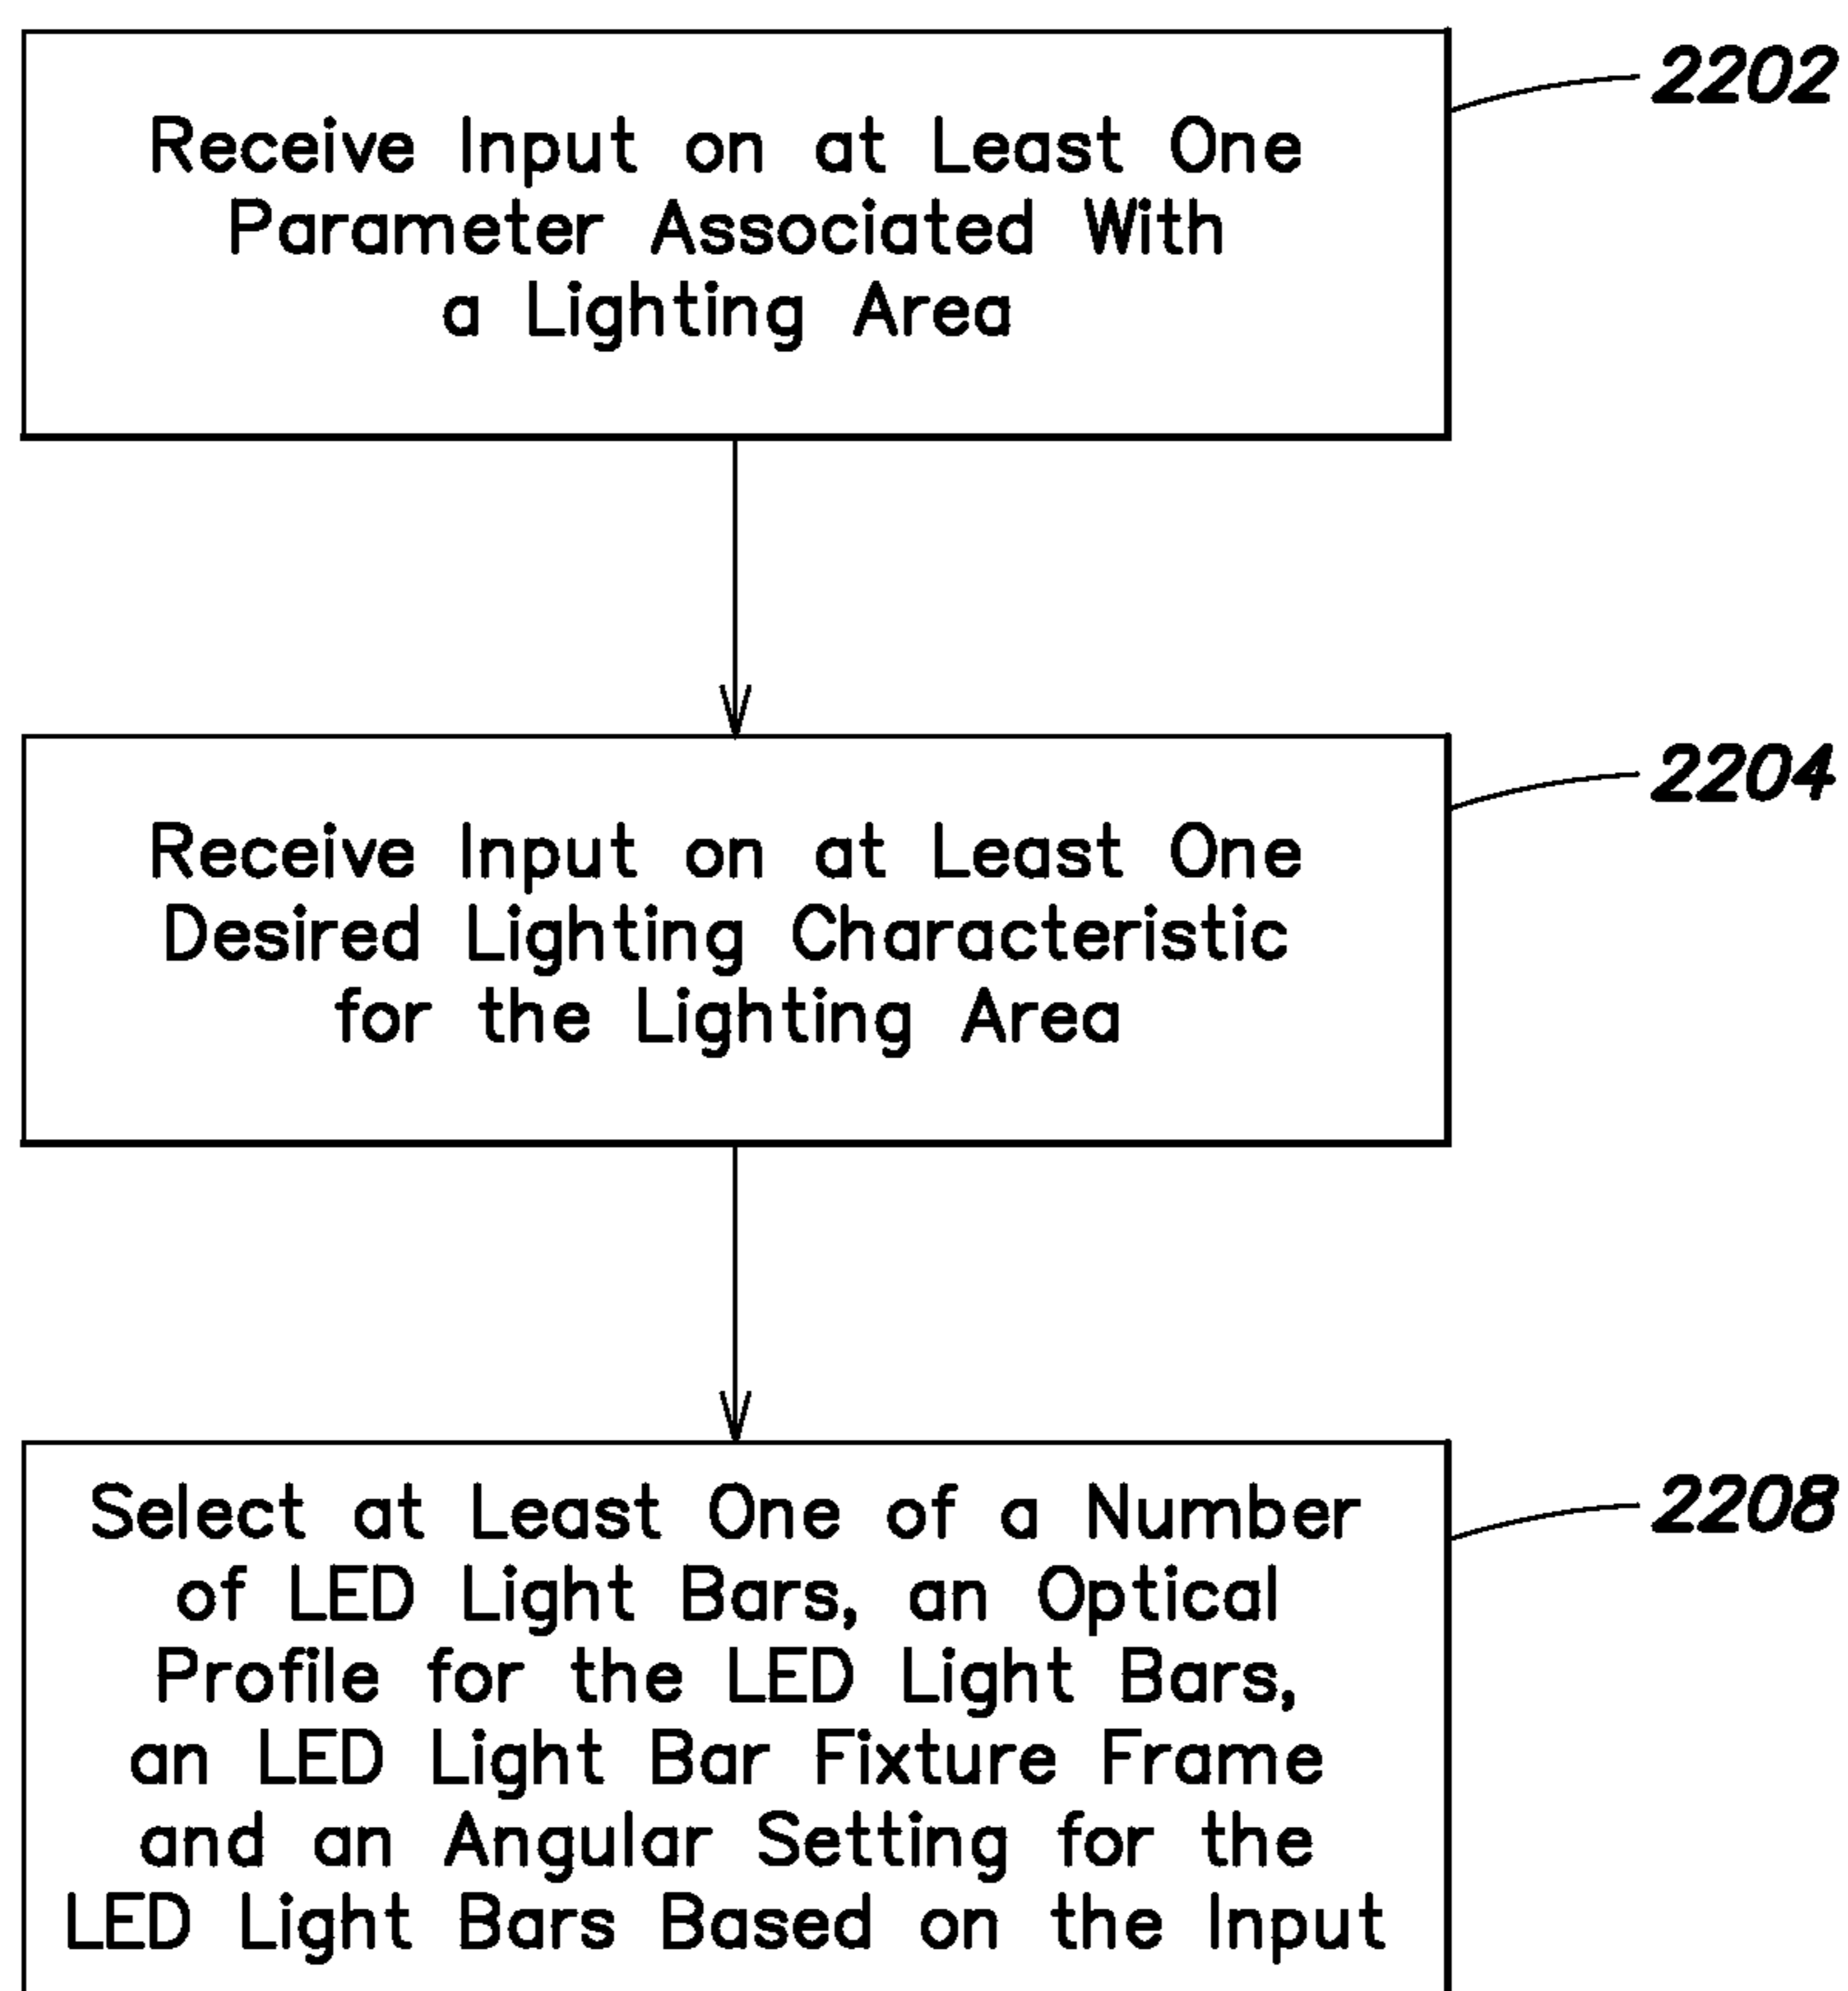 Receive Input on at Least One
Parameter Associated With
a Lighting Area
2202
Receive Input on at Least One
Desired Lighting Characteristic
for the Lighting Area
2204
Select at Least One of a Number
of LED Light Bars, an Optical
Profile for the LED Light Bars,
an LED Light Bar Fixture Frame
and an Angular Setting for the
LED Light Bars Based on the Input
2208